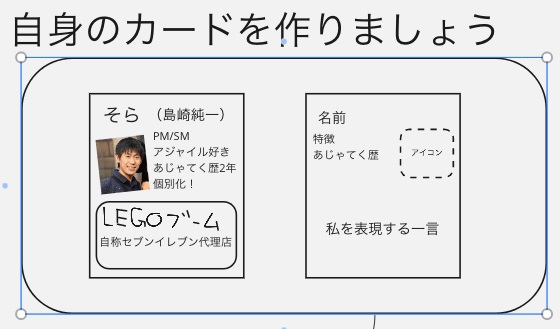 自身のカードを作りましょう
そら （島崎純一）
PM/SM
アジャイル好き
あじゃてく歴2年
個別化！
LEGOブーム
自称セブンイレブン代理店
名前
特徴
あじゃてく歴
アイコン
私を表現する一言